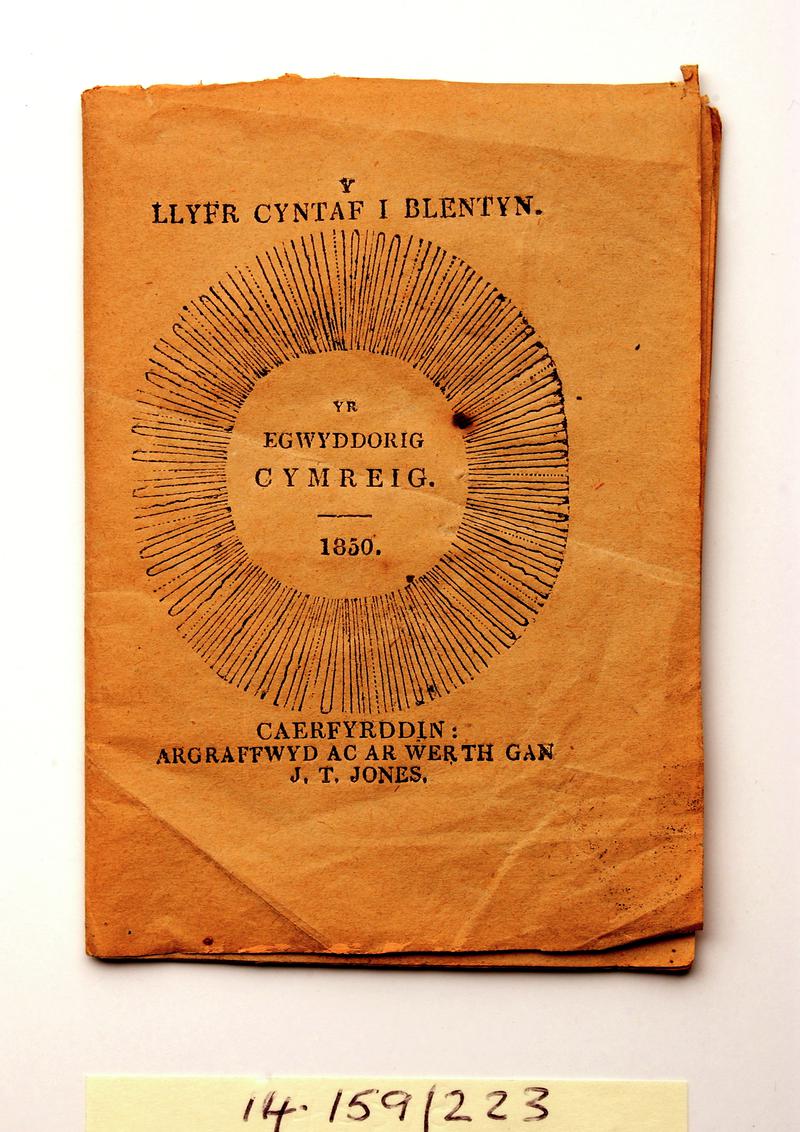 Y
LLYFR CYNTAF I BLENTYN.
YR
EGWYDDORIG
CYMREIG.
1850.
CAERFYRDDIN:
ARGRAFFWYD AC AR WERTH GAN
J. T. JONES.
14.159/223